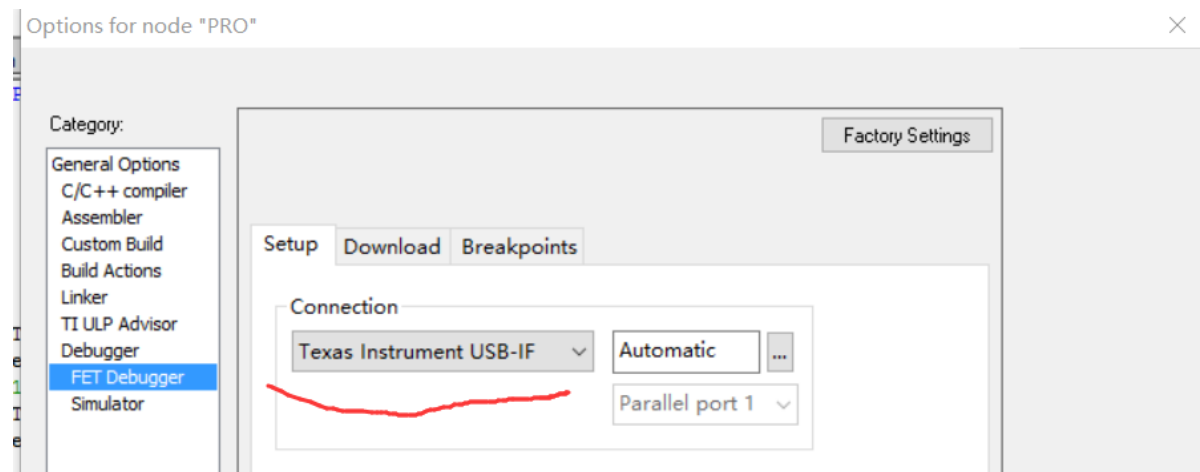 Options for node "PRO"
Category:
Factory Settings
General Options
C/C++ compiler
Assembler
Custom Build
Build Actions
Linker
TI ULP Advisor
Debugger
FET Debugger
Simulator
Setup
Download
Breakpoints
Connection
Texas Instrument USB-IF
Automatic
...
Parallel port 1